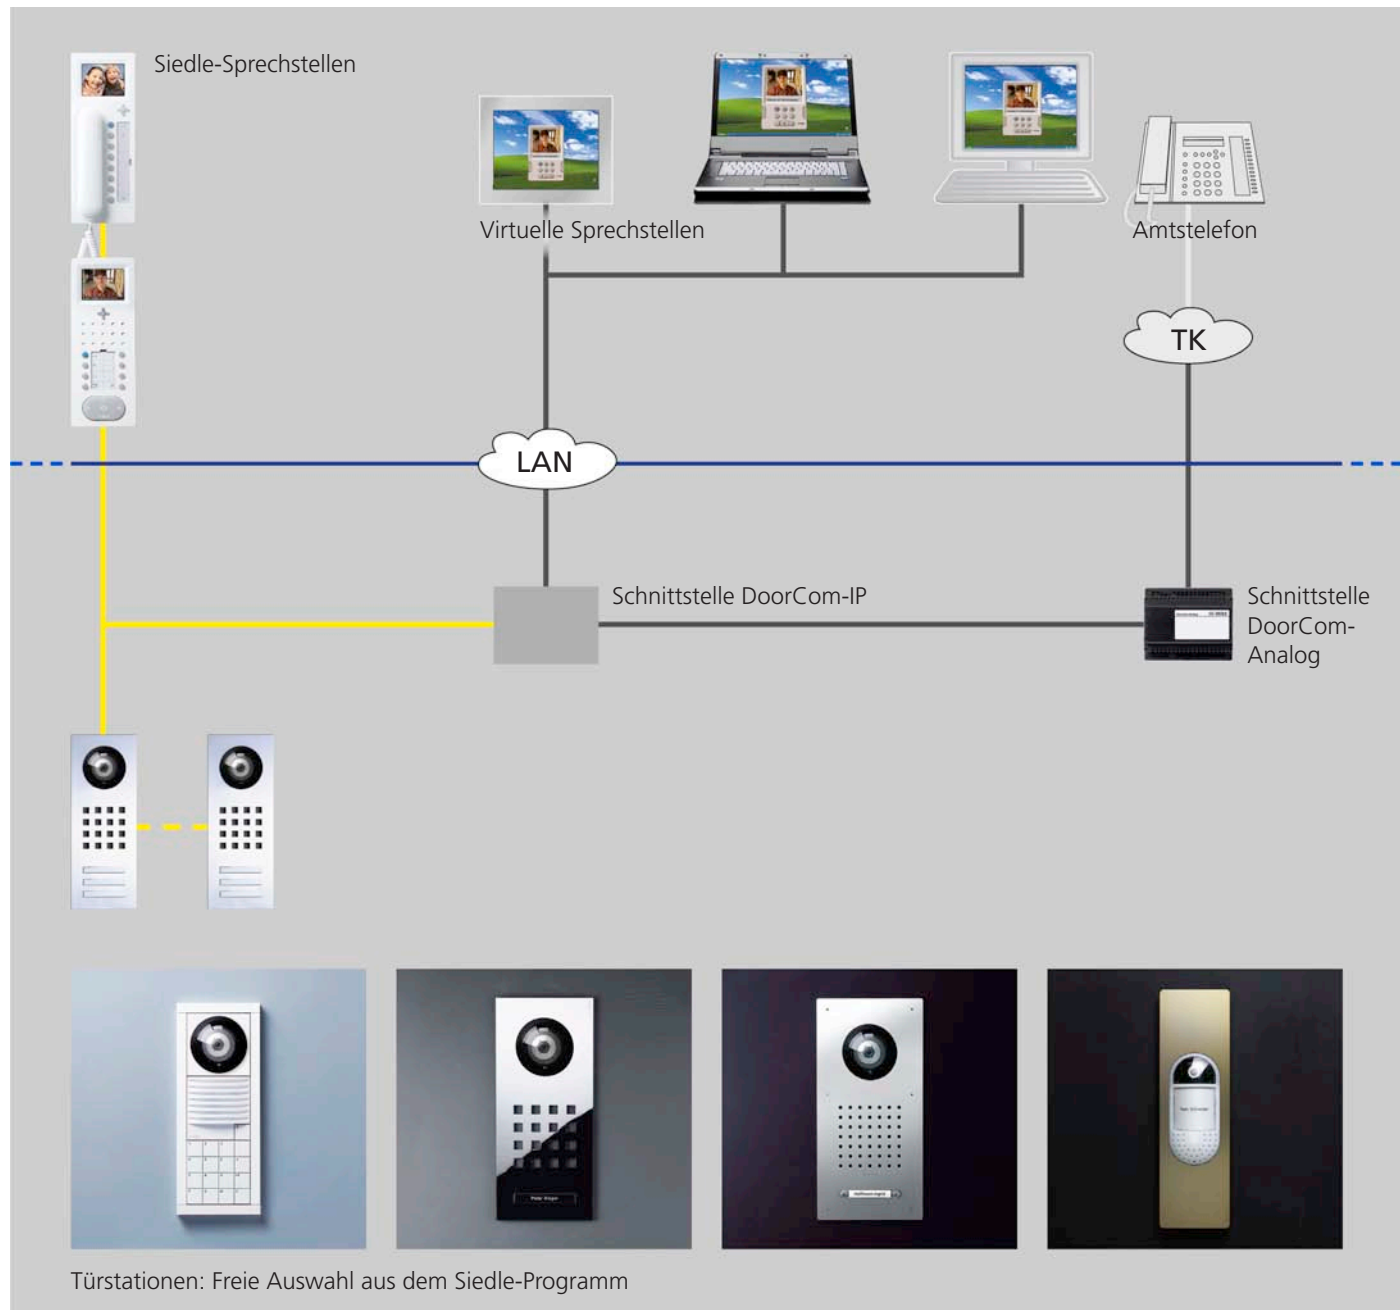 Siedle-Sprechstellen
Virtuelle Sprechstellen
Amtstelefon
TK
LAN
Schnittstelle DoorCom-IP
Schnittstelle
DoorCom-
Analog
Türstationen: Freie Auswahl aus dem Siedle-Programm